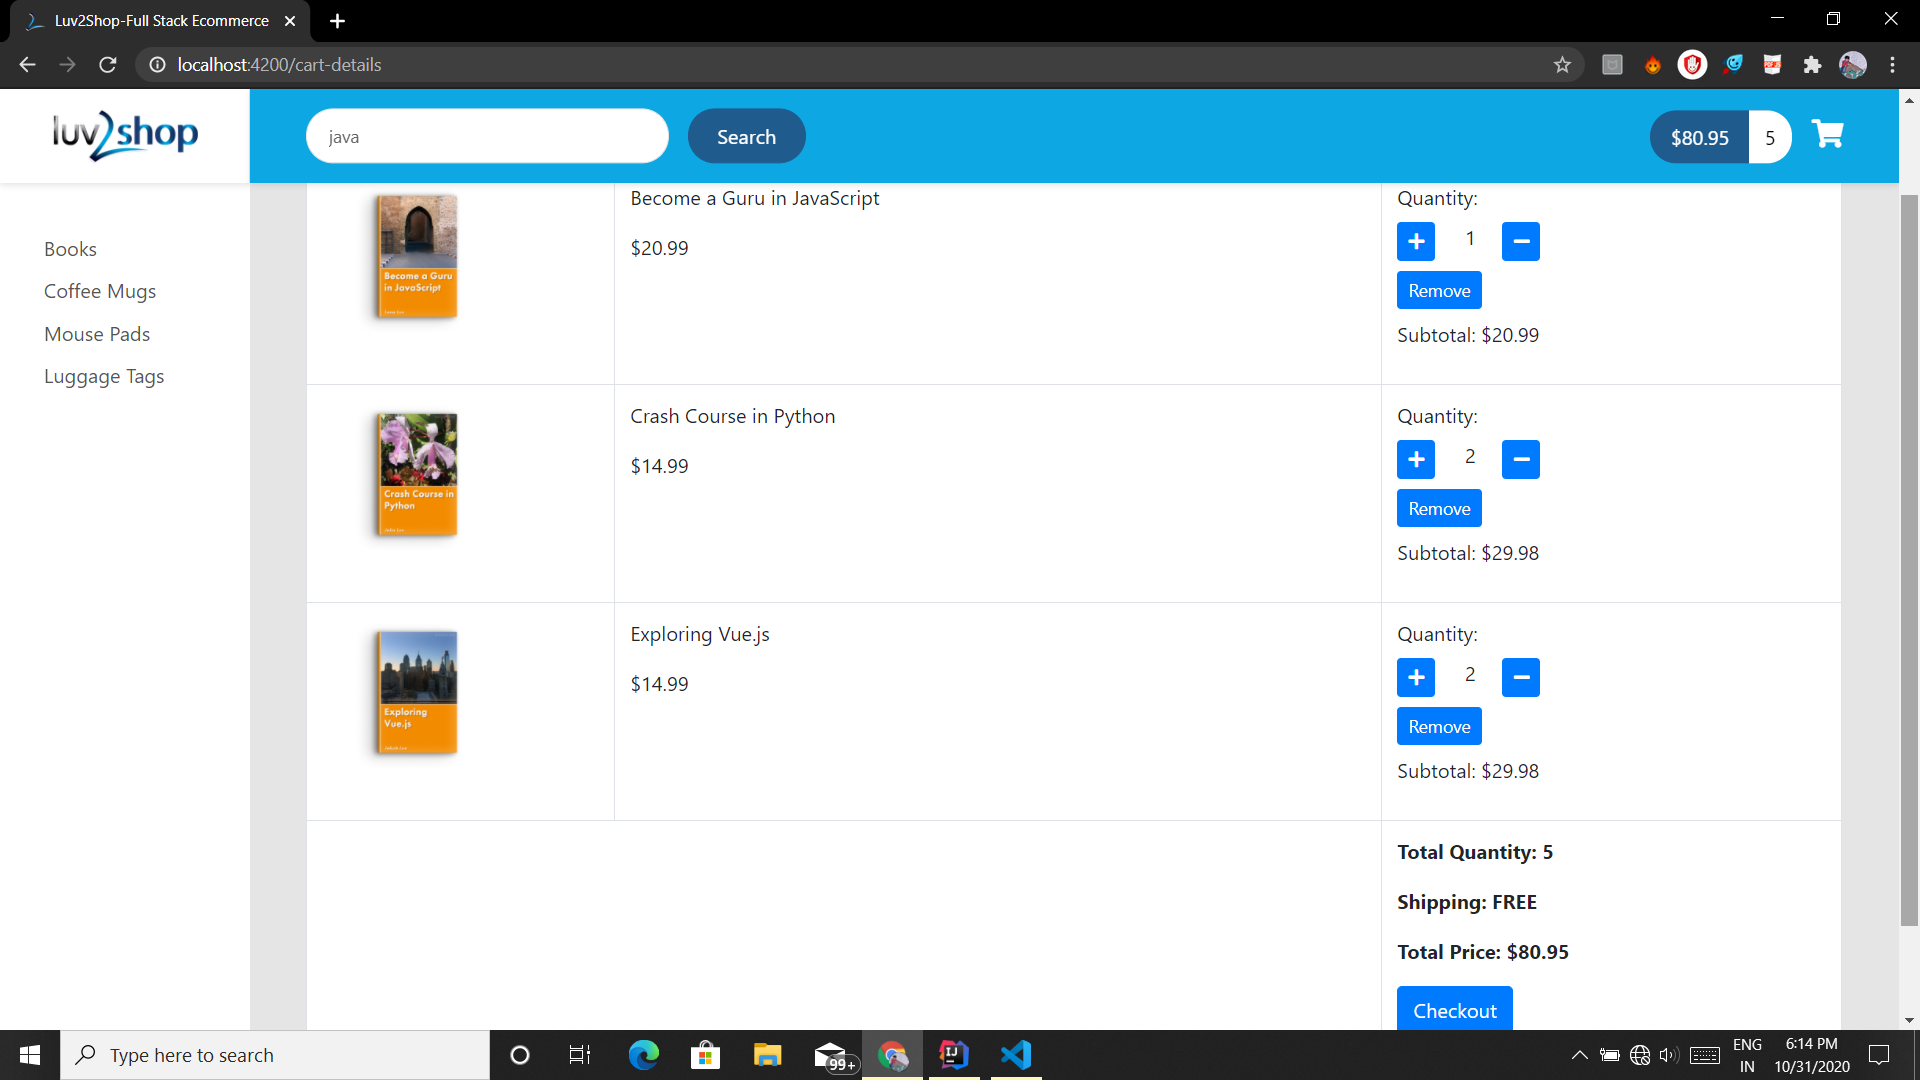 Luv2Shop-Full Stack Ecommerce
localhost:4200/cart-details
luv2shop
java
Search
$80.95
5
Books
Coffee Mugs
Mouse Pads
Luggage Tags
Become a Guru in JavaScript
Become a Guru in JavaScript
$20.99
Quantity:
1
Remove
Subtotal: $20.99
Crash Course in Python
Crash Course in Python
$14.99
Quantity:
2
Remove
Subtotal: $29.98
Exploring Vue.js
Exploring Vue.js
$14.99
Quantity:
2
Remove
Subtotal: $29.98
Total Quantity: 5
Shipping: FREE
Total Price: $80.95
Checkout
Type here to search
99+
IJ
ENG
IN
6:14 PM
10/31/2020